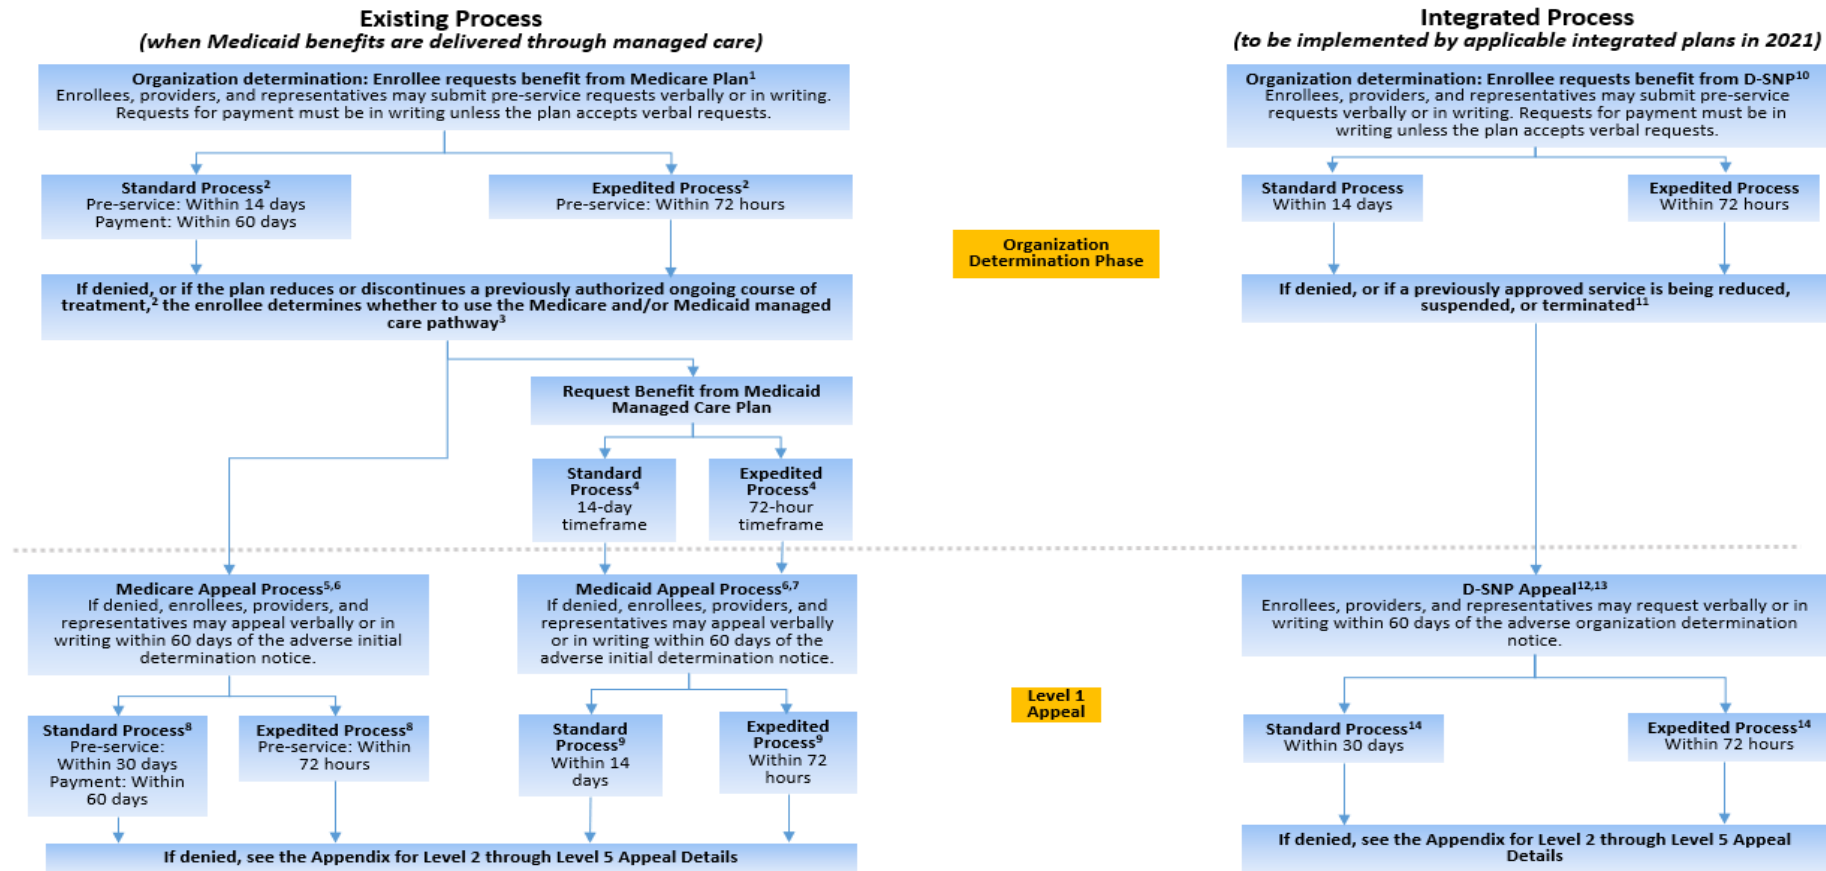 Existing Process
(when Medicaid benefits are delivered through managed care)
Organization determination: Enrollee requests benefit from Medicare Plan¹
Enrollees, providers, and representatives may submit pre-service requests verbally or in writing.
Requests for payment must be in writing unless the plan accepts verbal requests.
Standard Process²
Pre-service: Within 14 days
Payment: Within 60 days
Expedited Process²
Pre-service: Within 72 hours
If denied, or if the plan reduces or discontinues a previously authorized ongoing course of
treatment,² the enrollee determines whether to use the Medicare and/or Medicaid managed
care pathway³
Request Benefit from Medicaid
Managed Care Plan
Standard
Process⁴
14-day
timeframe
Expedited
Process⁴
72-hour
timeframe
Medicare Appeal Process⁵,⁶
If denied, enrollees, providers, and
representatives may appeal verbally or in
writing within 60 days of the adverse initial
determination notice.
Medicaid Appeal Process⁶,⁷
If denied, enrollees, providers, and
representatives may appeal verbally
or in writing within 60 days of the
adverse initial determination notice.
Standard Process⁸
Pre-service:
Within 30 days
Payment: Within
60 days
Expedited Process⁸
Pre-service: Within
72 hours
Standard
Process⁹
Within 14
days
Expedited
Process⁹
Within 72
hours
If denied, see the Appendix for Level 2 through Level 5 Appeal Details
Organization
Determination Phase
Level 1
Appeal
Integrated Process
(to be implemented by applicable integrated plans in 2021)
Organization determination: Enrollee requests benefit from D-SNP¹⁰
Enrollees, providers, and representatives may submit pre-service
requests verbally or in writing. Requests for payment must be in
writing unless the plan accepts verbal requests.
Standard Process
Within 14 days
Expedited Process
Within 72 hours
If denied, or if a previously approved service is being reduced,
suspended, or terminated¹¹
D-SNP Appeal¹²,¹³
Enrollees, providers, and representatives may request verbally or in
writing within 60 days of the adverse organization determination
notice.
Standard Process¹⁴
Within 30 days
Expedited Process¹⁴
Within 72 hours
If denied, see the Appendix for Level 2 through Level 5 Appeal
Details